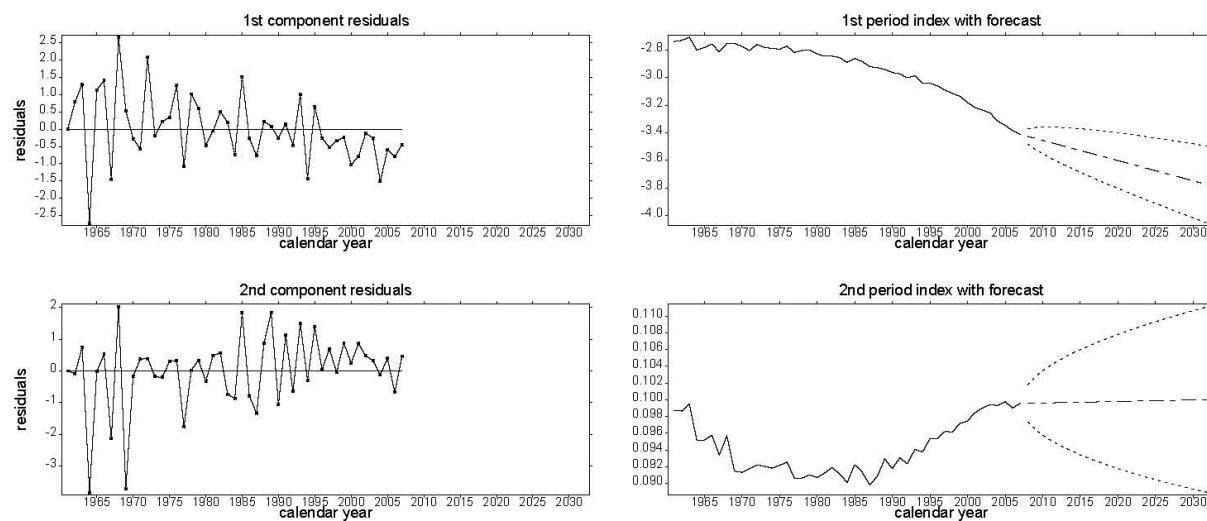 1st component residuals
2.5
2.0
1.5
1.0
0.5
0.0
-0.5
-1.0
-1.5
-2.0
-2.5
residuals
1965 1970 1975 1980 1985 1990 1995 2000 2005 2010 2015 2020 2025 2030
calendar year
1st period index with forecast
-2.8
-3.0
-3.2
-3.4
-3.6
-3.8
-4.0
1965 1970 1975 1980 1985 1990 1995 2000 2005 2010 2015 2020 2025 2030
calendar year
2nd component residuals
2
1
0
-1
-2
-3
residuals
1965 1970 1975 1980 1985 1990 1995 2000 2005 2010 2015 2020 2025 2030
calendar year
2nd period index with forecast
0.110
0.108
0.106
0.104
0.102
0.100
0.098
0.096
0.094
0.092
0.090
1965 1970 1975 1980 1985 1990 1995 2000 2005 2010 2015 2020 2025 2030
calendar year